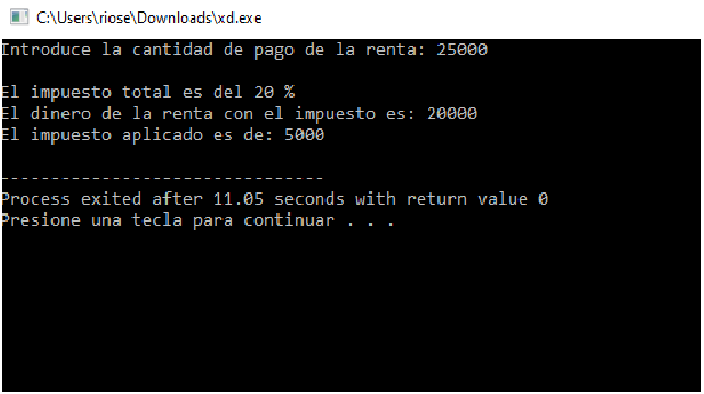 C:\Users\riose\Downloads\xd.exe
Introduce la cantidad de pago de la renta: 25000
El impuesto total es del 20 %
El dinero de la renta con el impuesto es: 20000
El impuesto aplicado es de: 5000
--------------------------------
Process exited after 11.05 seconds with return value 0
Presione una tecla para continuar . . .